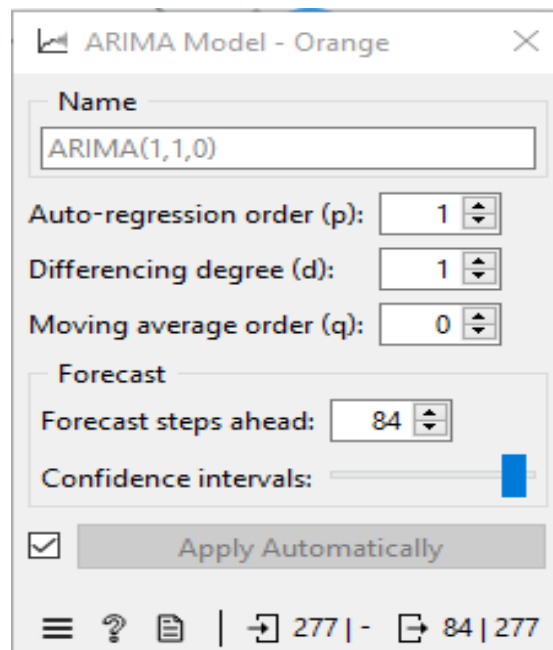 ARIMA Model - Orange
Name
ARIMA(1,1,0)
Auto-regression order (p): 1
Differencing degree (d): 1
Moving average order (q): 0
Forecast
Forecast steps ahead: 84
Confidence intervals:
Apply Automatically
? | 277 | - 84 | 277